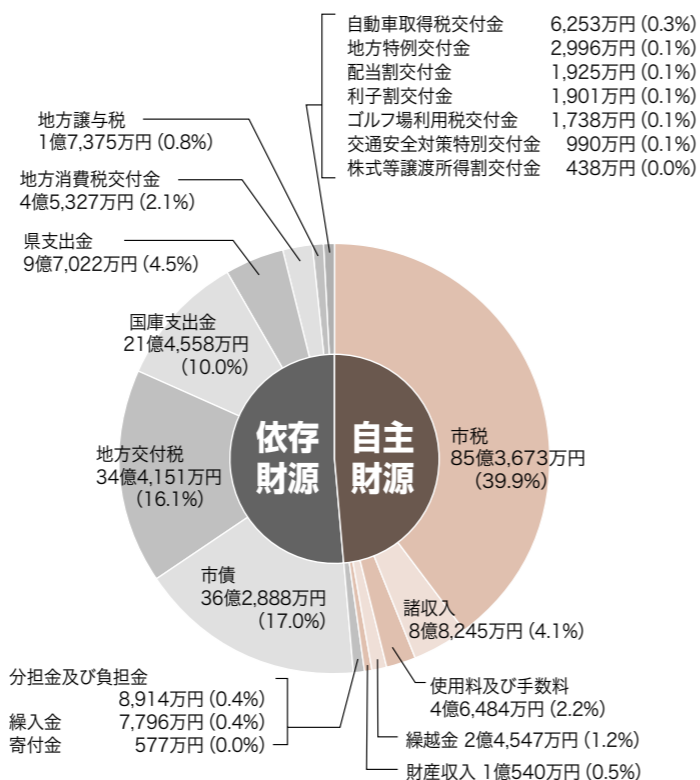 自動車取得税交付金 6,253万円(0.3%)
地方特例交付金 2,996万円(0.1%)
配当割交付金 1,925万円(0.1%)
利子割交付金 1,901万円(0.1%)
ゴルフ場利用税交付金 1,738万円(0.1%)
交通安全対策特別交付金 990万円(0.1%)
株式等譲渡所得割交付金 438万円(0.0%)
地方譲与税
1億7,375万円(0.8%)
地方消費税交付金
4億5,327万円(2.1%)
県支出金
9億7,022万円(4.5%)
国庫支出金
21億4,558万円
(10.0%)
地方交付税
34億4,151万円
(16.1%)
市債
36億2,888万円
(17.0%)
依存
財源
自主
財源
市税
85億3,673万円
(39.9%)
諸収入
8億8,245万円(4.1%)
使用料及び手数料
4億6,484万円(2.2%)
繰越金 2億4,547万円(1.2%)
財産収入 1億540万円(0.5%)
分担金及び負担金
8,914万円(0.4%)
繰入金 7,796万円(0.4%)
寄付金 577万円(0.0%)